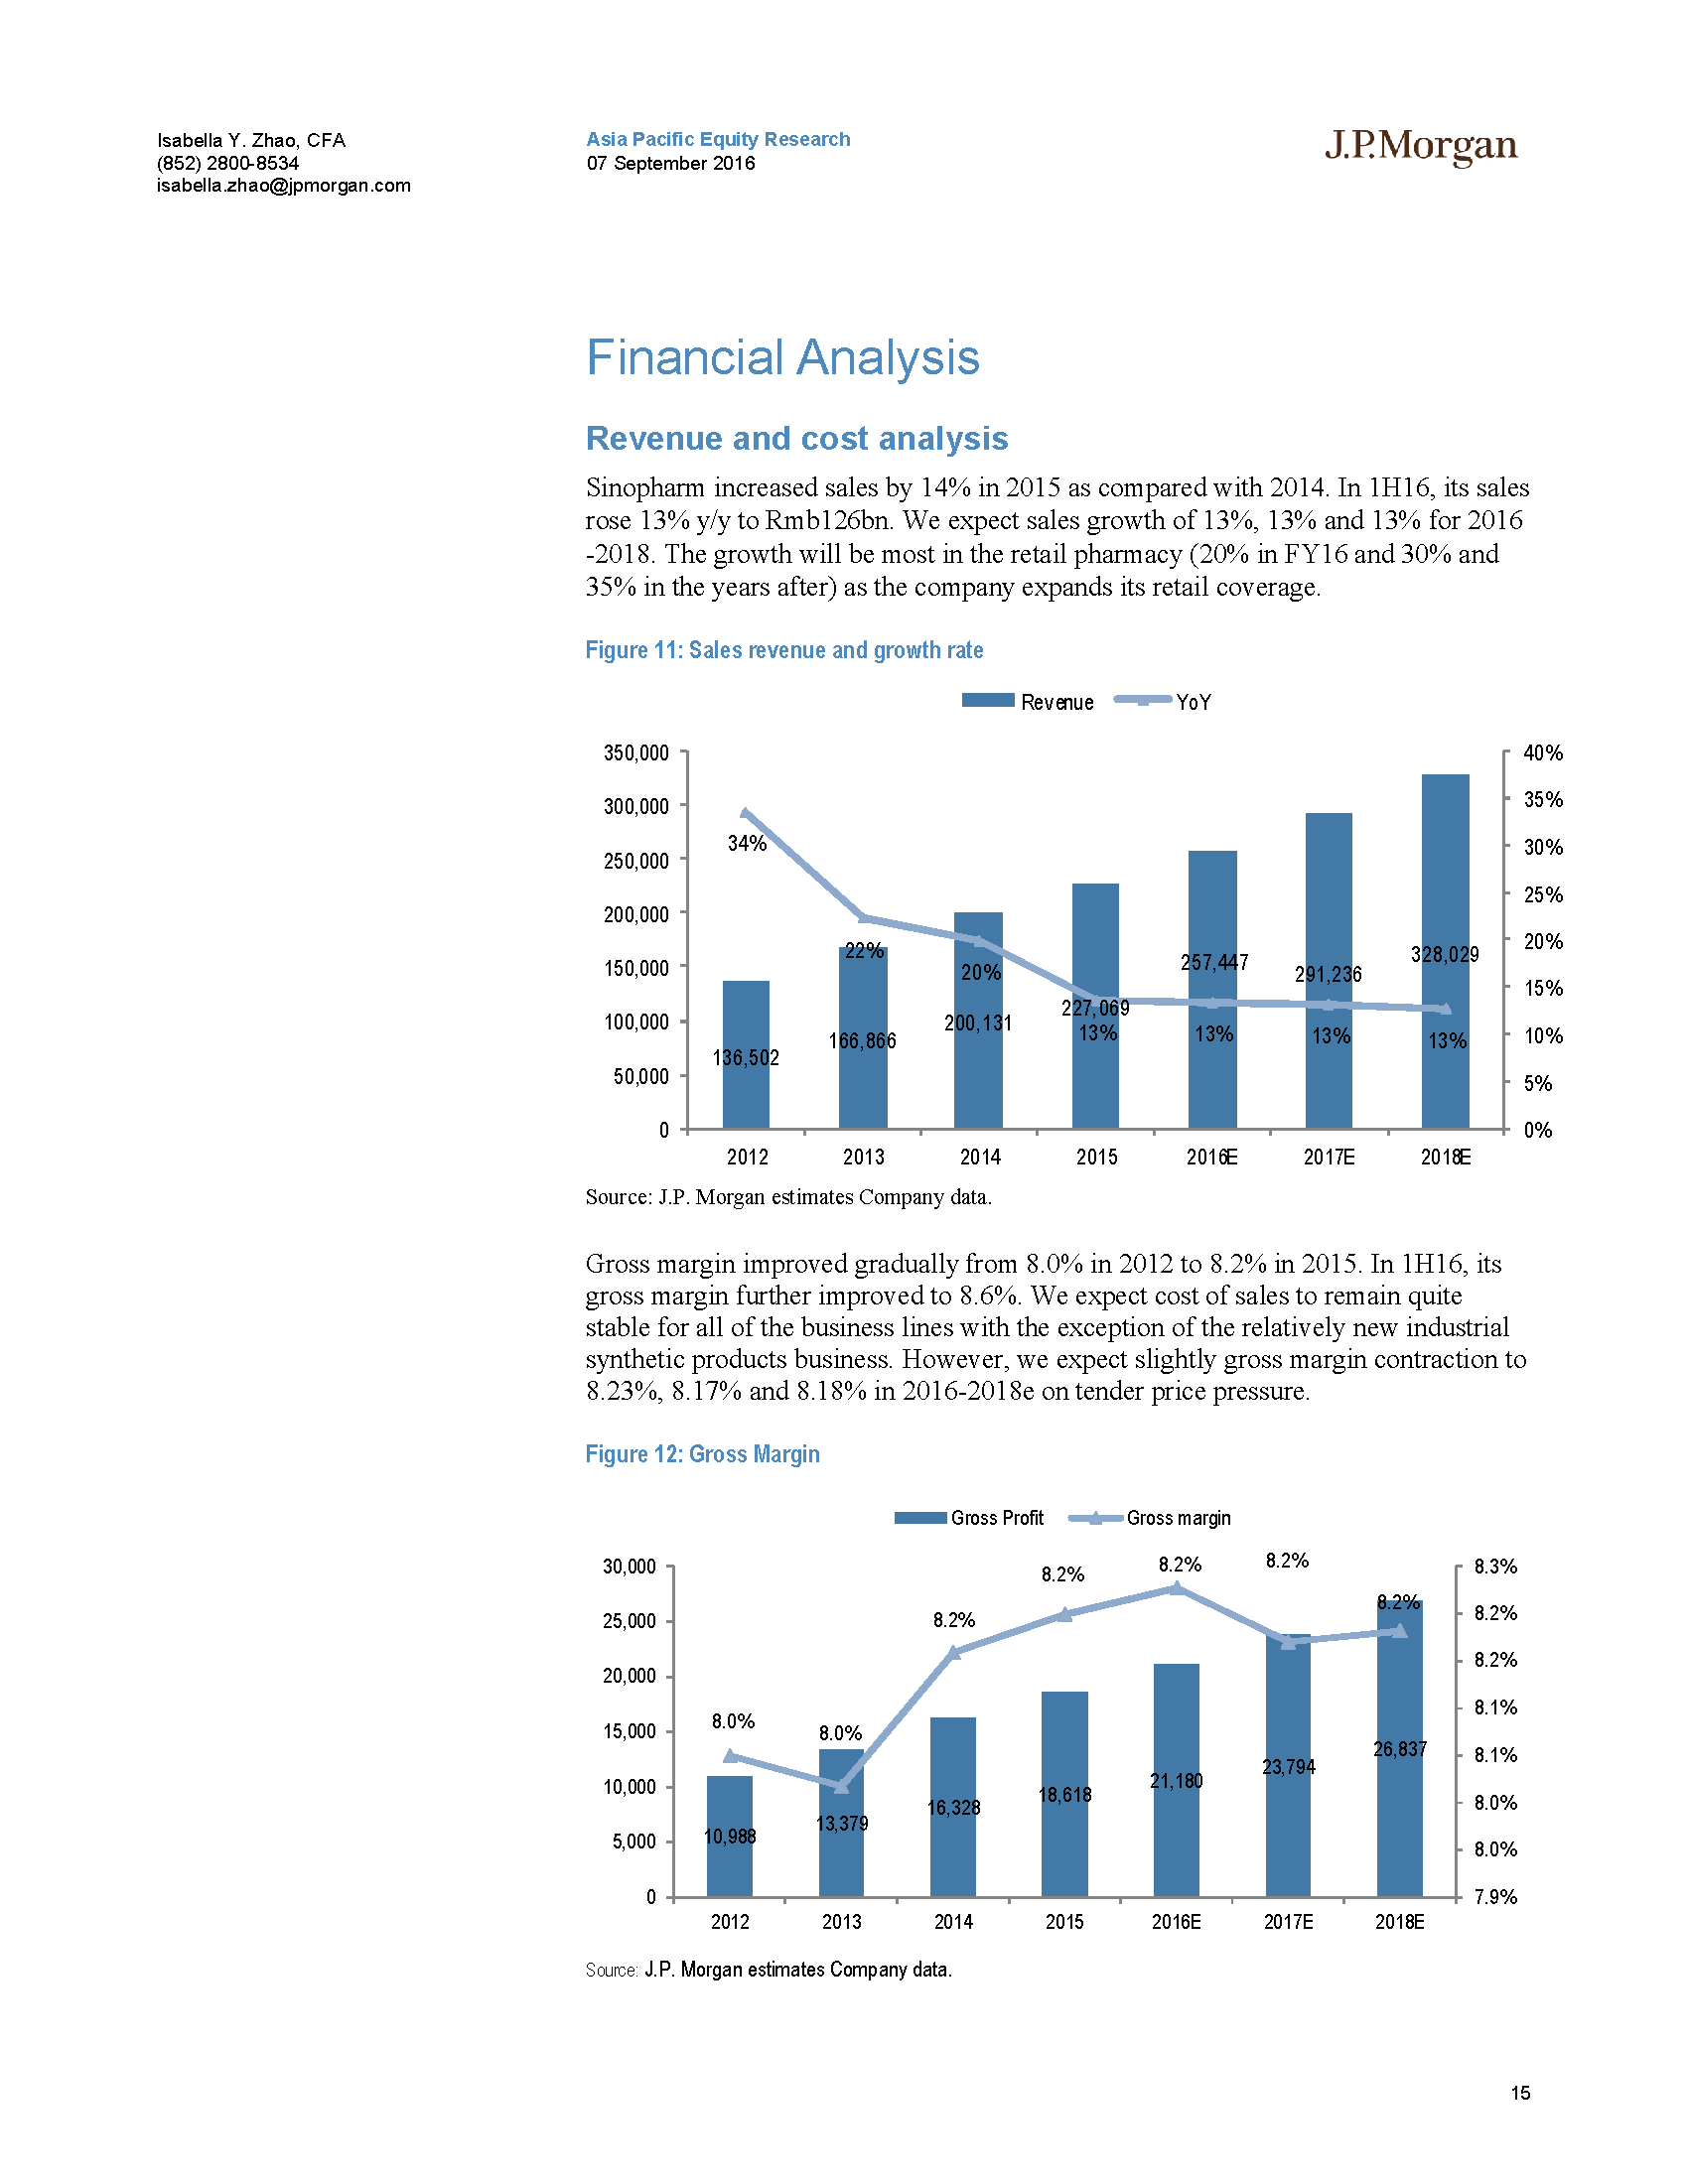 Isabella Y. Zhao, CFA
(852) 2800-8534
isabella.zhao@jpmorgan.com
Asia Pacific Equity Research
07 September 2016
J.P.Morgan
Financial Analysis
Revenue and cost analysis
Sinopharm increased sales by 14% in 2015 as compared with 2014. In 1H16, its sales
rose 13% y/y to Rmb126bn. We expect sales growth of 13%, 13% and 13% for 2016
-2018. The growth will be most in the retail pharmacy (20% in FY16 and 30% and
35% in the years after) as the company expands its retail coverage.
Figure 11: Sales revenue and growth rate
Revenue YoY
350,000
300,000
250,000
200,000
150,000
100,000
50,000
0
40%
35%
30%
25%
20%
15%
10%
5%
0%
34%
22%
20%
13%
13%
13%
13%
136,502
166,866
200,131
227,069
257,447
291,236
328,029
2012 2013 2014 2015 2016E 2017E 2018E
Source: J.P. Morgan estimates Company data.
Gross margin improved gradually from 8.0% in 2012 to 8.2% in 2015. In 1H16, its
gross margin further improved to 8.6%. We expect cost of sales to remain quite
stable for all of the business lines with the exception of the relatively new industrial
synthetic products business. However, we expect slightly gross margin contraction to
8.23%, 8.17% and 8.18% in 2016-2018e on tender price pressure.
Figure 12: Gross Margin
Gross Profit Gross margin
30,000
25,000
20,000
15,000
10,000
5,000
0
8.3%
8.2%
8.2%
8.1%
8.1%
8.0%
8.0%
7.9%
8.0%
8.0%
8.2%
8.2%
8.2%
8.2%
8.2%
10,988
13,379
16,328
18,618
21,180
23,794
26,837
2012 2013 2014 2015 2016E 2017E 2018E
Source: J.P. Morgan estimates Company data.
15